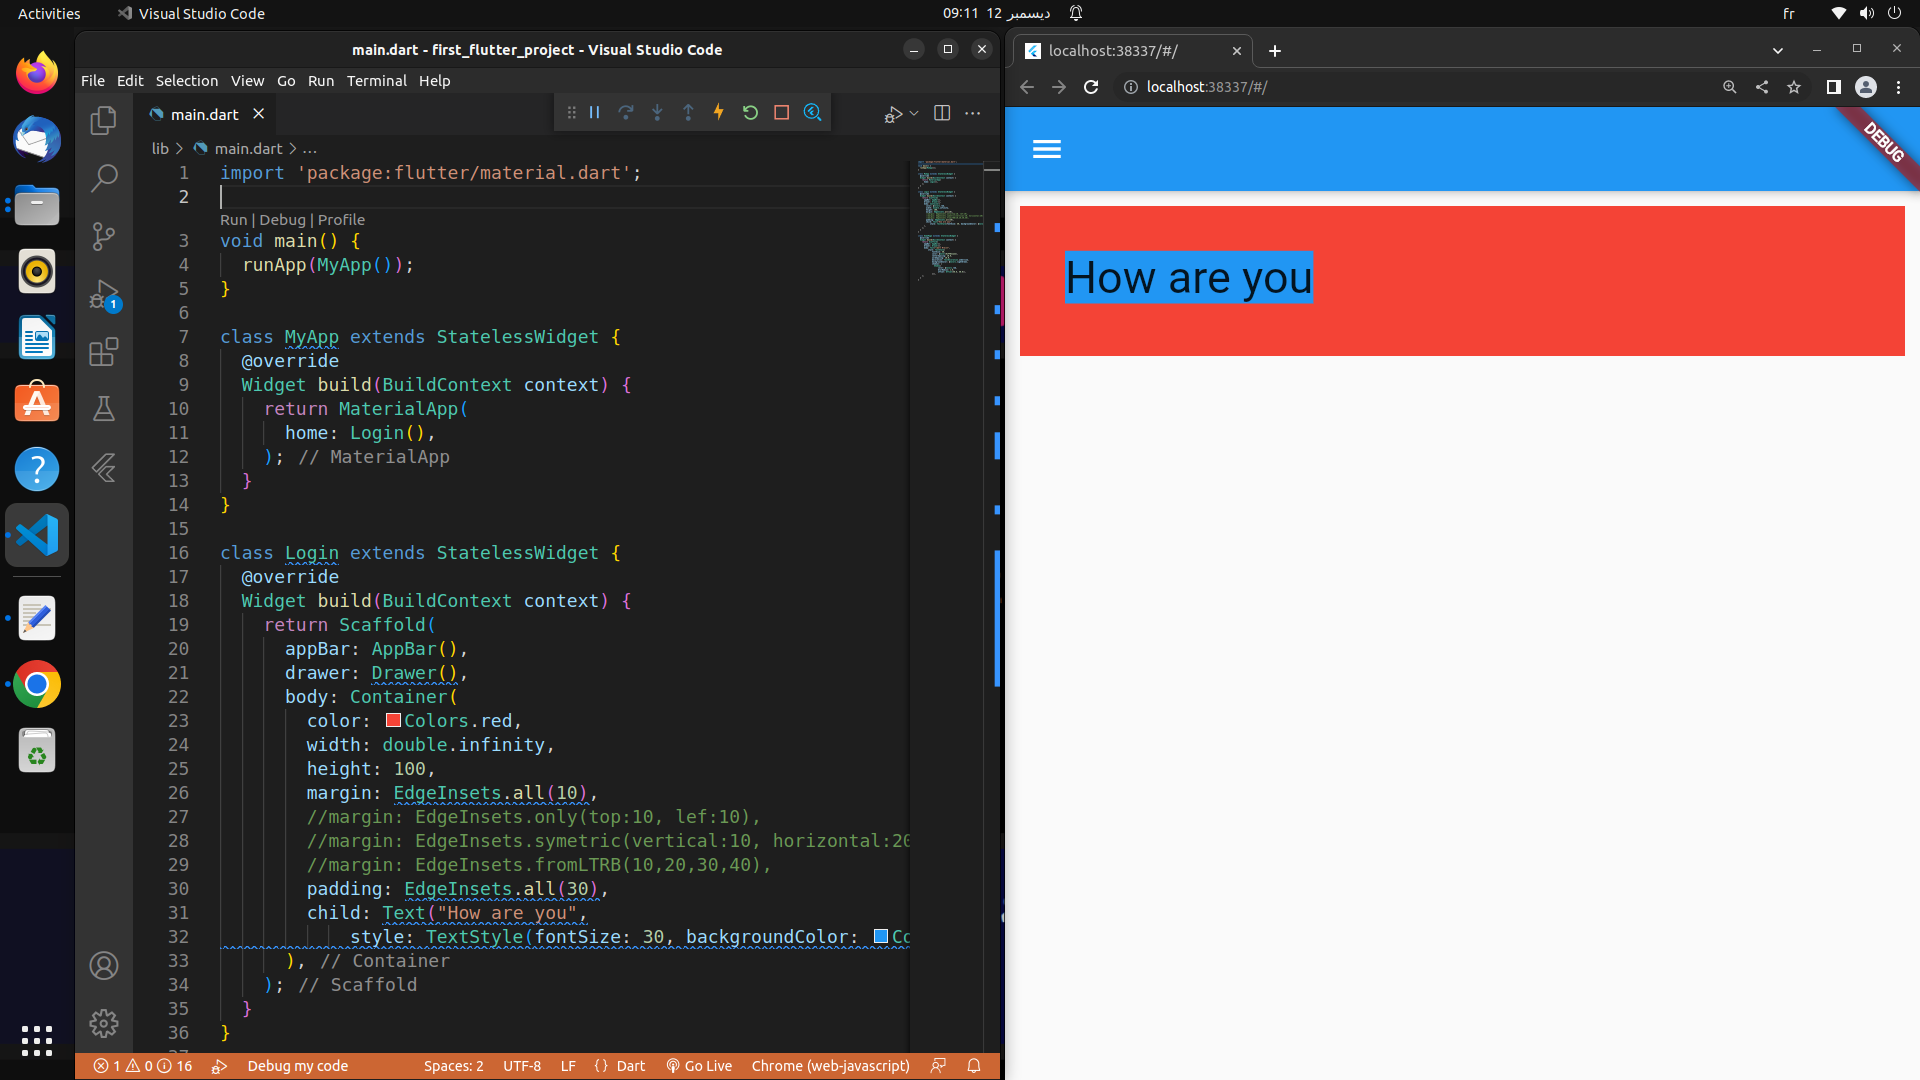 Activities
Visual Studio Code
09:11 12 ديسمبر
fr
main.dart - first_flutter_project - Visual Studio Code
File Edit Selection View Go Run Terminal Help
main.dart
lib > main.dart > ...
1 import 'package:flutter/material.dart';
2
Run | Debug | Profile
3 void main() {
4 runApp(MyApp());
5 }
6
7 class MyApp extends StatelessWidget {
8 @override
9 Widget build(BuildContext context) {
10 return MaterialApp(
11 home: Login(),
12 ); // MaterialApp
13 }
14 }
15
16 class Login extends StatelessWidget {
17 @override
18 Widget build(BuildContext context) {
19 return Scaffold(
20 appBar: AppBar(),
21 drawer: Drawer(),
22 body: Container(
23 color: Colors.red,
24 width: double.infinity,
25 height: 100,
26 margin: EdgeInsets.all(10),
27 //margin: EdgeInsets.only(top:10, lef:10),
28 //margin: EdgeInsets.symetric(vertical:10, horizontal:20
29 //margin: EdgeInsets.fromLTRB(10,20,30,40),
30 padding: EdgeInsets.all(30),
31 child: Text("How are you",
32 style: TextStyle(fontSize: 30, backgroundColor: Co
33 ), // Container
34 ); // Scaffold
35 }
36 }
1
1 0 16
Debug my code
Spaces: 2
UTF-8
LF
{} Dart
Go Live
Chrome (web-javascript)
localhost:38337/#/
localhost:38337/#/
DEBUG
How are you